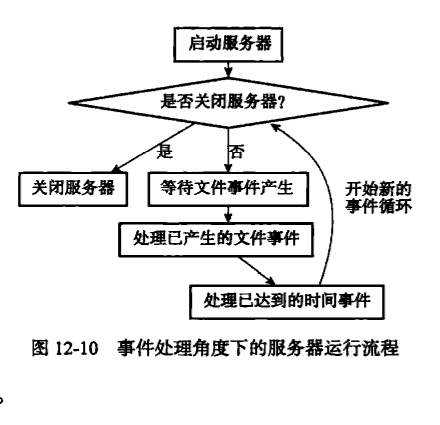 启动服务器
是否关闭服务器?
是
否
关闭服务器
等待文件事件产生
开始新的
事件循环
处理已产生的文件事件
处理已达到的时间事件
图 12-10 事件处理角度下的服务器运行流程
。